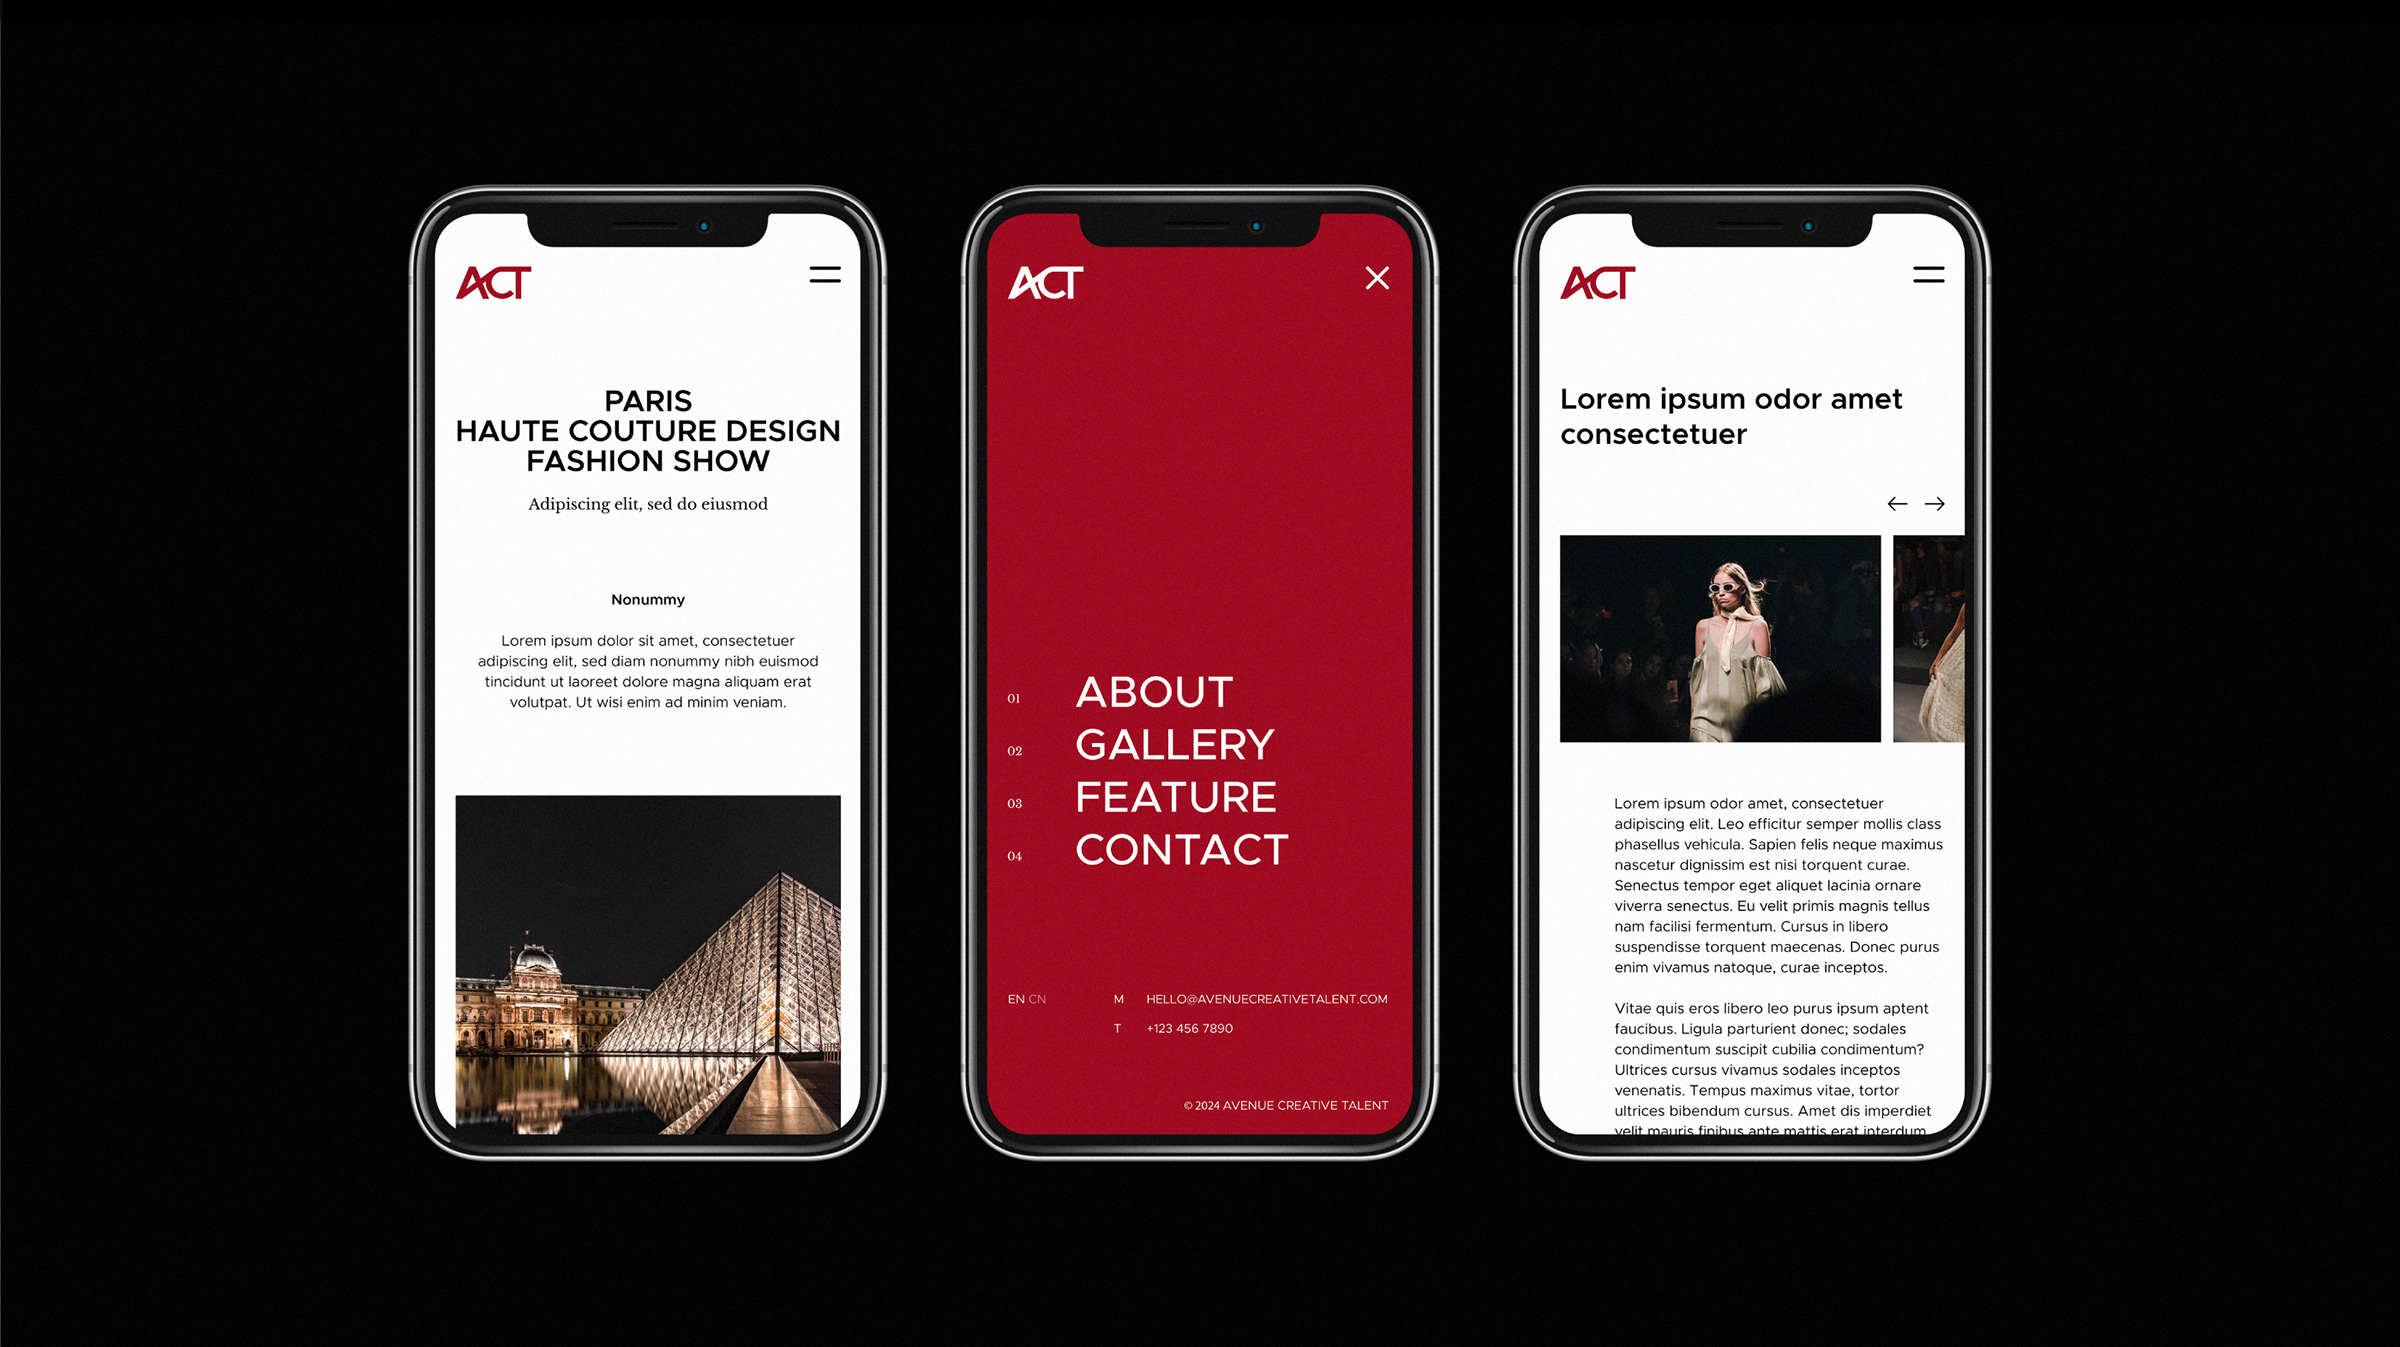 ACT
PARIS
HAUTE COUTURE DESIGN
FASHION SHOW
Adipiscing elit, sed do eiusmod
Nonummy
Lorem ipsum dolor sit amet, consectetuer
adipiscing elit, sed diam nonummy nibh euismod
tincidunt ut laoreet dolore magna aliquam erat
volutpat. Ut wisi enim ad minim veniam.
ACT
01 ABOUT
02 GALLERY
03 FEATURE
04 CONTACT
EN CN M HELLO@AVENUECREATIVETALENT.COM
T +123 456 7890
© 2024 AVENUE CREATIVE TALENT
ACT
Lorem ipsum odor amet
consectetuer
Lorem ipsum odor amet, consectetuer
adipiscing elit. Leo efficitur semper mollis class
phasellus vehicula. Sapien felis neque maximus
nascetur dignissim est nisi torquent curae.
Senectus tempor eget aliquet lacinia ornare
viverra senectus. Eu velit primis magnis tellus
nam facilisi fermentum. Cursus in libero
suspendisse torquent maecenas. Donec purus
enim vivamus natoque, curae inceptos.
Vitae quis eros libero leo purus ipsum aptent
faucibus. Ligula parturient donec; sodales
condimentum suscipit cubilia condimentum?
Ultrices cursus vivamus sodales inceptos
venenatis. Tempus maximus vitae, tortor
ultrices bibendum cursus. Amet dis imperdiet
velit mauris finibus ante mattis erat interdum